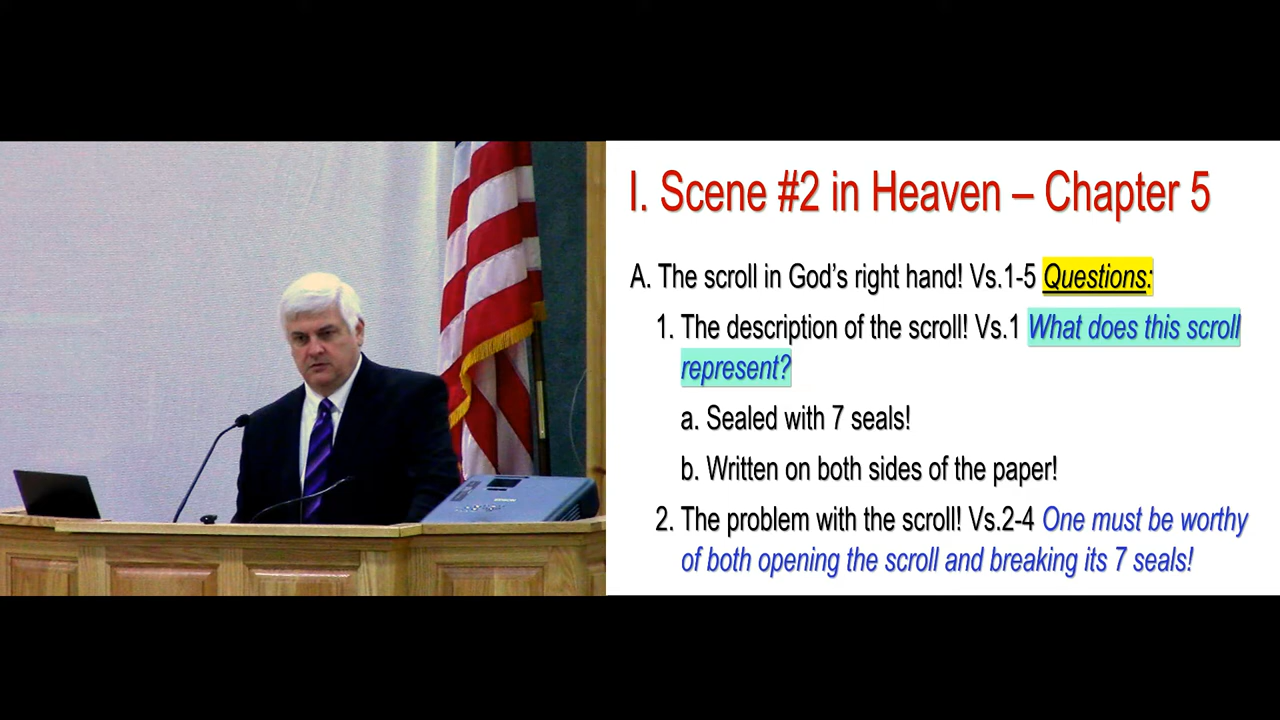 I. Scene #2 in Heaven – Chapter 5
A. The scroll in God’s right hand! Vs.1-5 Questions:
1. The description of the scroll! Vs.1 What does this scroll
represent?
a. Sealed with 7 seals!
b. Written on both sides of the paper!
2. The problem with the scroll! Vs.2-4 One must be worthy
of both opening the scroll and breaking its 7 seals!